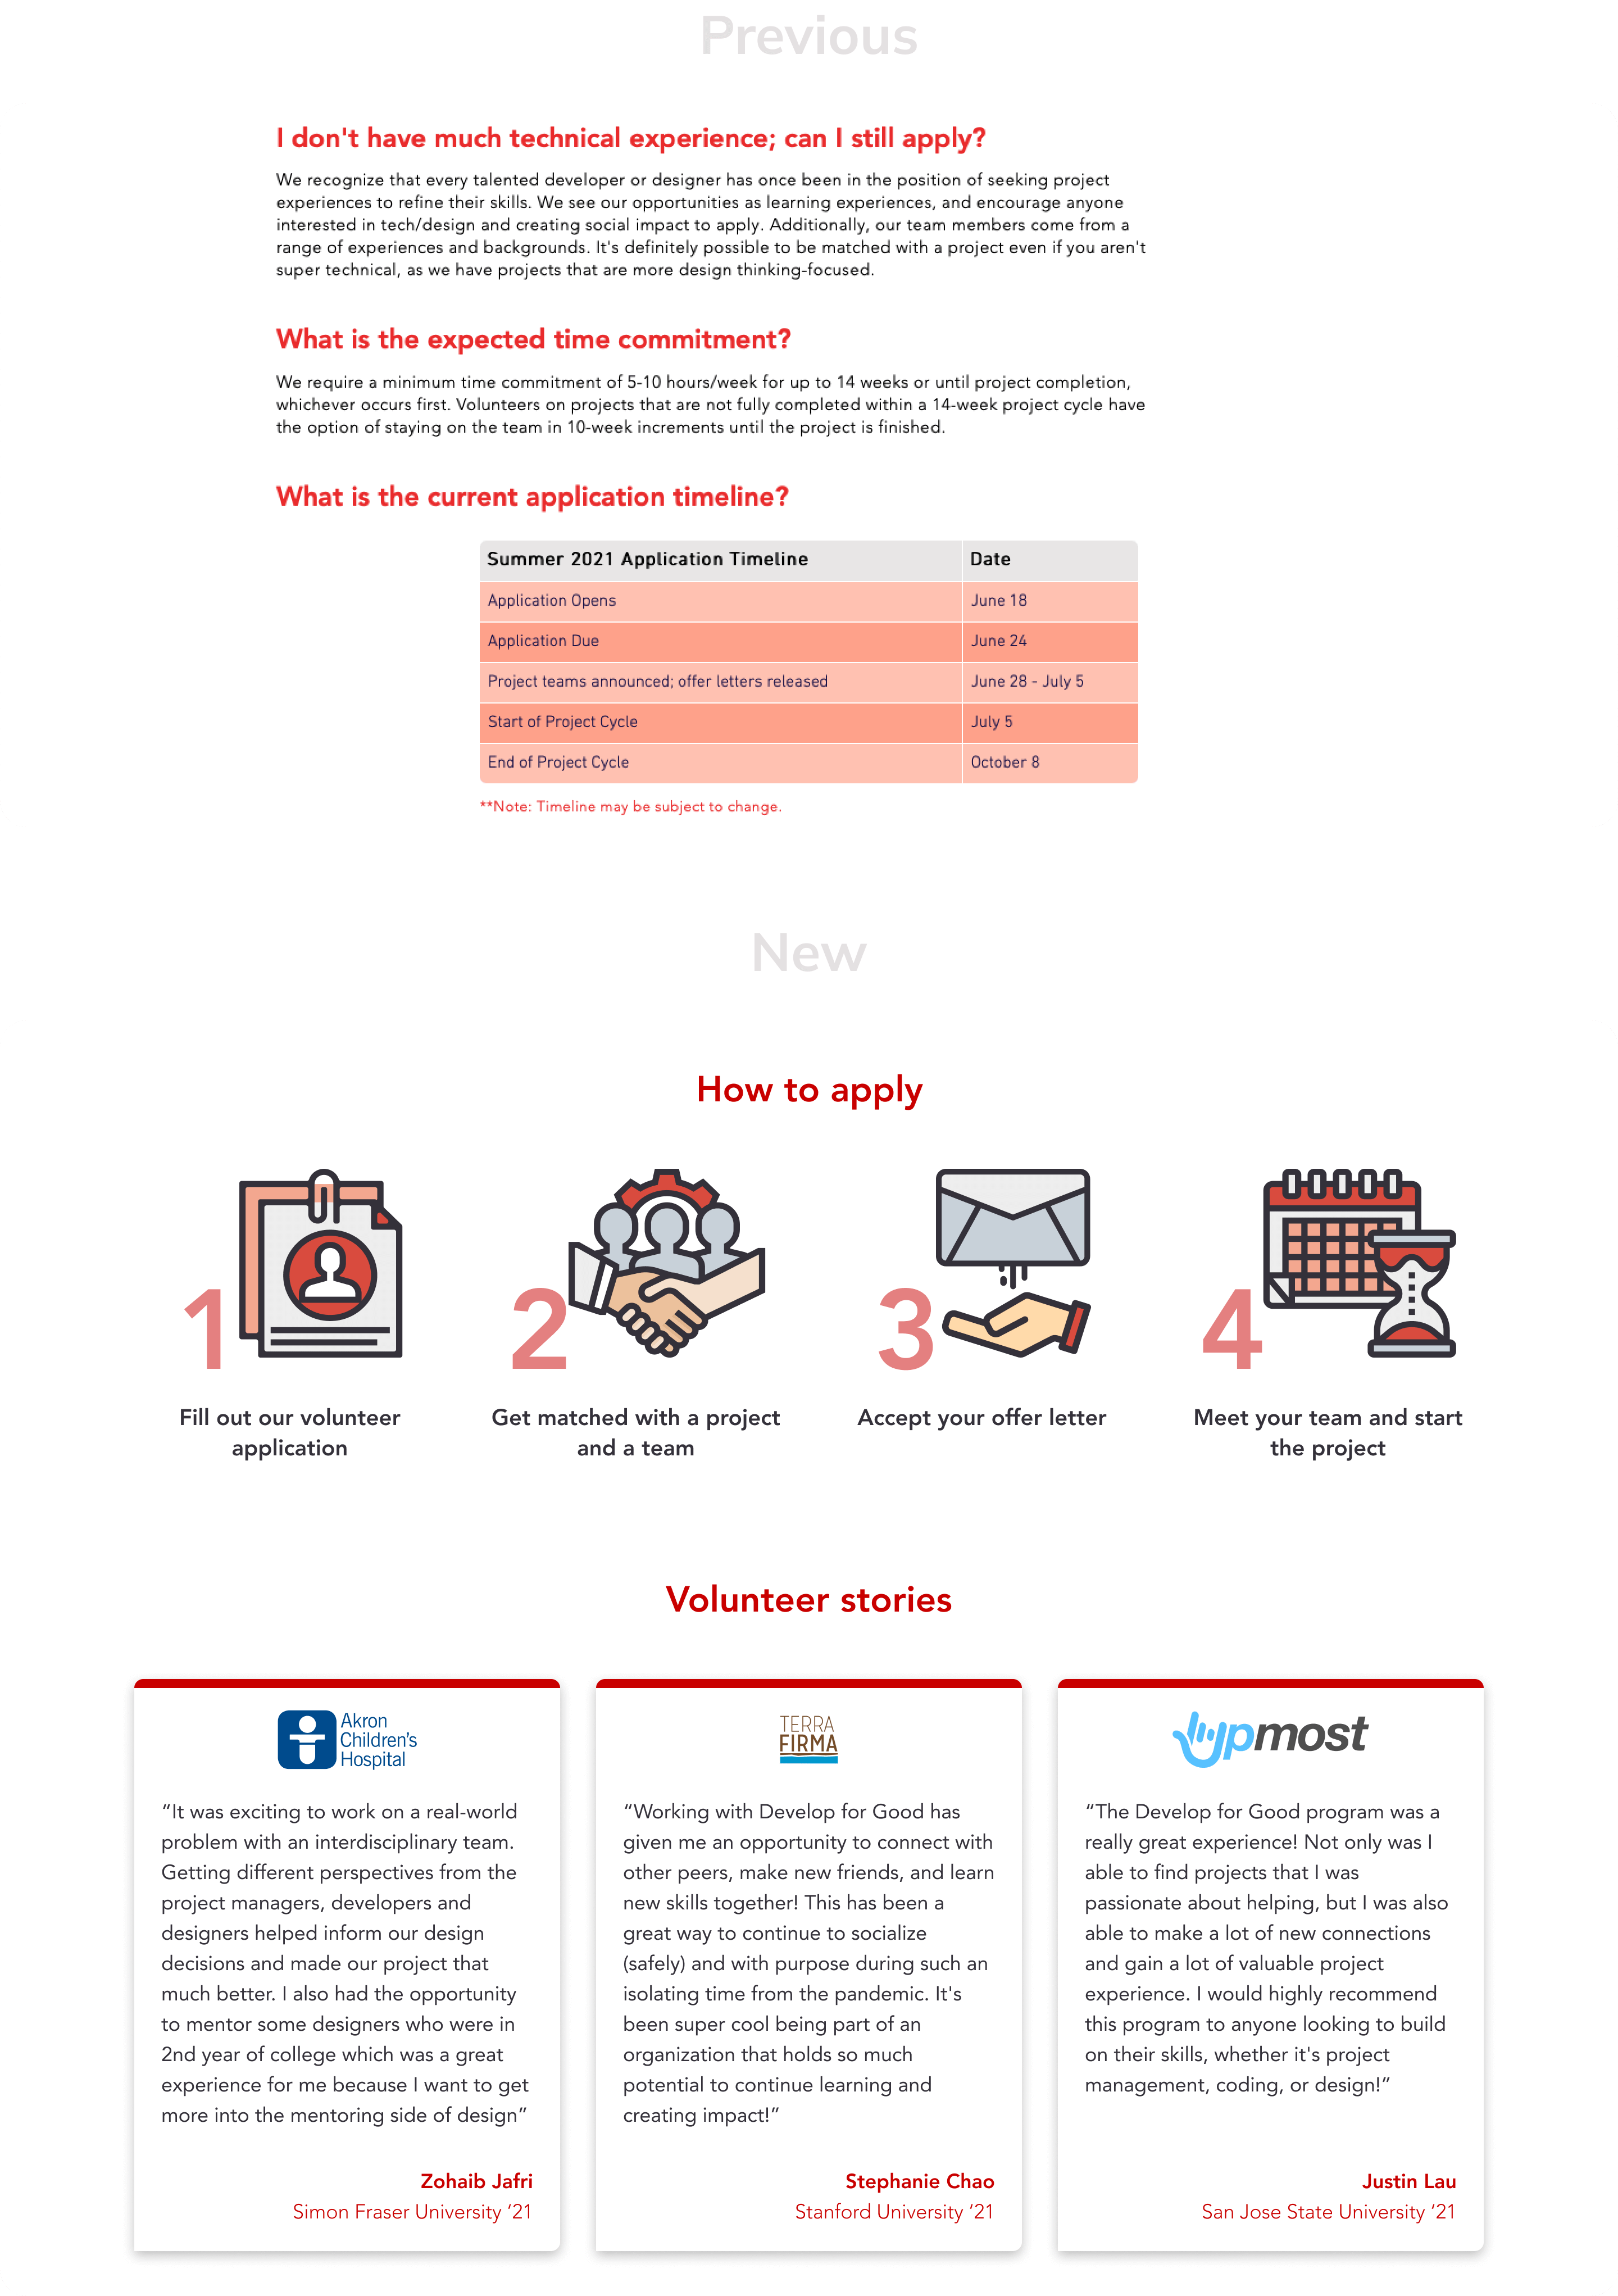 Previous
I don't have much technical experience; can I still apply?
We recognize that every talented developer or designer has once been in the position of seeking project
experiences to refine their skills. We see our opportunities as learning experiences, and encourage anyone
interested in tech/design and creating social impact to apply. Additionally, our team members come from a
range of experiences and backgrounds. It's definitely possible to be matched with a project even if you aren't
super technical, as we have projects that are more design thinking-focused.
What is the expected time commitment?
We require a minimum time commitment of 5-10 hours/week for up to 14 weeks or until project completion,
whichever occurs first. Volunteers on projects that are not fully completed within a 14-week project cycle have
the option of staying on the team in 10-week increments until the project is finished.
What is the current application timeline?
Summer 2021 Application Timeline Date
Application Opens June 18
Application Due June 24
Project teams announced; offer letters released June 28 - July 5
Start of Project Cycle July 5
End of Project Cycle October 8
**Note: Timeline may be subject to change.
New
How to apply
1
Fill out our volunteer
application
2
Get matched with a project
and a team
3
Accept your offer letter
4
Meet your team and start
the project
Volunteer stories
Akron
Children's
Hospital
“It was exciting to work on a real-world
problem with an interdisciplinary team.
Getting different perspectives from the
project managers, developers and
designers helped inform our design
decisions and made our project that
much better. I also had the opportunity
to mentor some designers who were in
2nd year of college which was a great
experience for me because I want to get
more into the mentoring side of design”
Zohaib Jafri
Simon Fraser University ‘21
TERRA
FIRMA
“Working with Develop for Good has
given me an opportunity to connect with
other peers, make new friends, and learn
new skills together! This has been a
great way to continue to socialize
(safely) and with purpose during such an
isolating time from the pandemic. It's
been super cool being part of an
organization that holds so much
potential to continue learning and
creating impact!”
Stephanie Chao
Stanford University ‘21
upmost
“The Develop for Good program was a
really great experience! Not only was I
able to find projects that I was
passionate about helping, but I was also
able to make a lot of new connections
and gain a lot of valuable project
experience. I would highly recommend
this program to anyone looking to build
on their skills, whether it's project
management, coding, or design!”
Justin Lau
San Jose State University ‘21